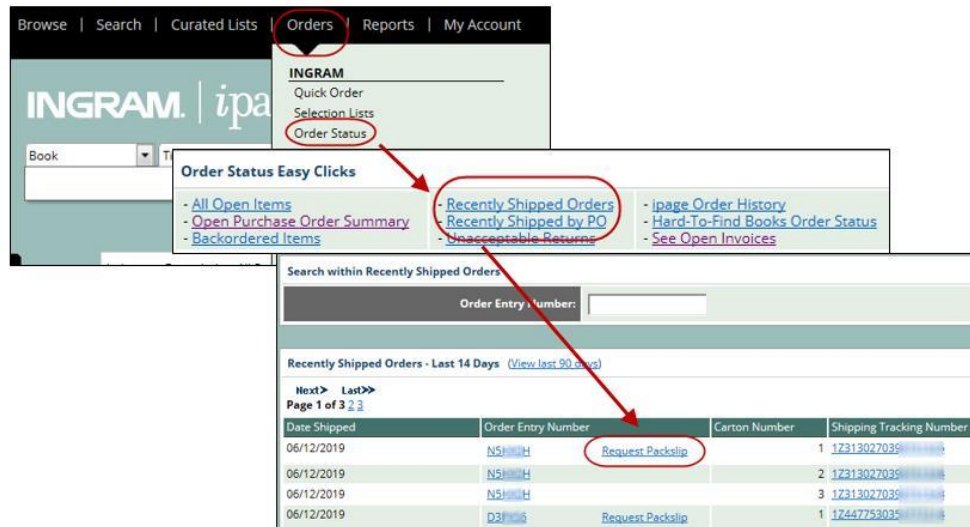 Browse | Search | Curated Lists | Orders | Reports | My Account
INGRAM
Quick Order
Selection Lists
Order Status
INGRAM. | ipa
Book
Order Status Easy Clicks
- All Open Items
- Open Purchase Order Summary
- Backordered Items
- Recently Shipped Orders
- Recently Shipped by PO
- Unacceptable Returns
- ipage Order History
- Hard-To-Find Books Order Status
- See Open Invoices
Search within Recently Shipped Orders
Order Entry Number:
Recently Shipped Orders - Last 14 Days (View last 90 days)
Next> Last>>
Page 1 of 3 2 3
Date Shipped Order Entry Number Carton Number Shipping Tracking Number
06/12/2019 Request Packslip 1
06/12/2019 2
06/12/2019 3
06/12/2019 Request Packslip 1